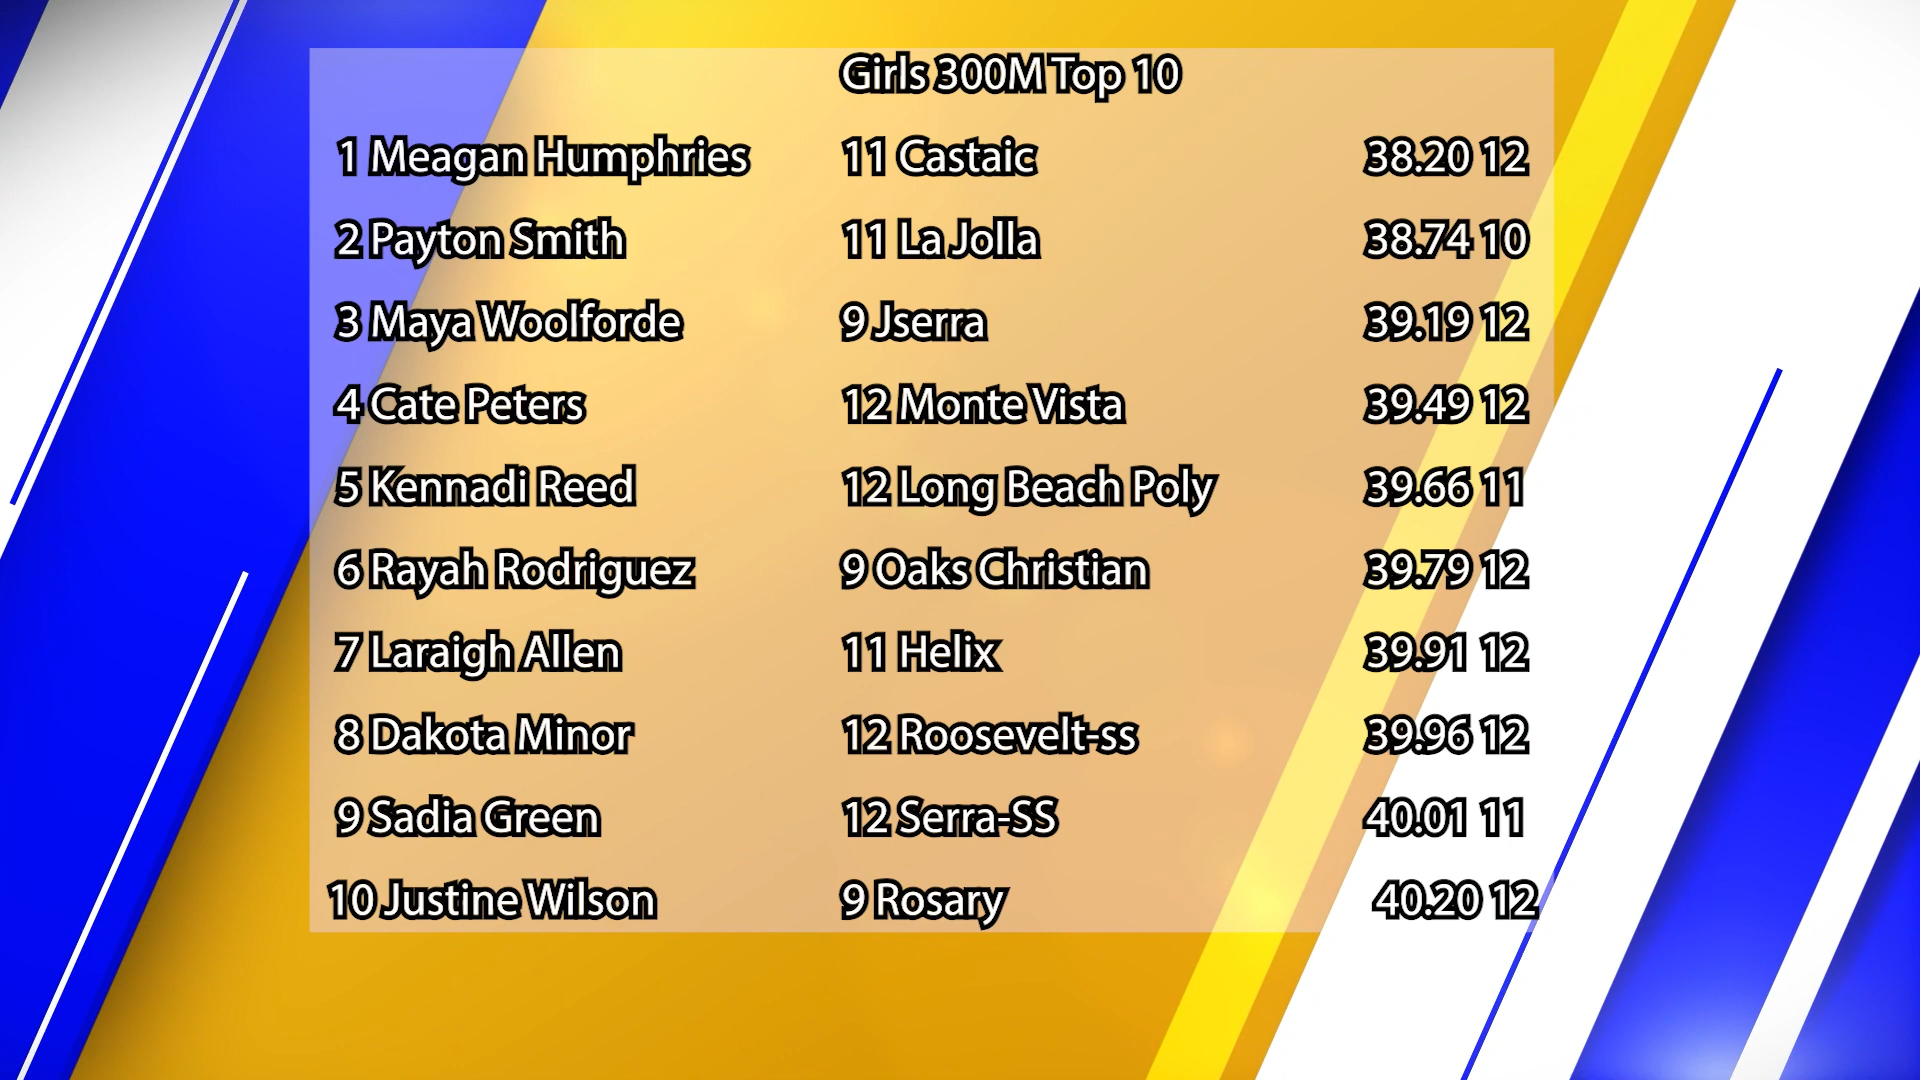 Girls 300M Top 10
1 Meagan Humphries 11 Castaic 38.20 12
2 Payton Smith 11 La Jolla 38.74 10
3 Maya Woolforde 9 Jserra 39.19 12
4 Cate Peters 12 Monte Vista 39.49 12
5 Kennadi Reed 12 Long Beach Poly 39.66 11
6 Rayah Rodriguez 9 Oaks Christian 39.79 12
7 Laraigh Allen 11 Helix 39.91 12
8 Dakota Minor 12 Roosevelt-ss 39.96 12
9 Sadia Green 12 Serra-SS 40.01 11
10 Justine Wilson 9 Rosary 40.20 12